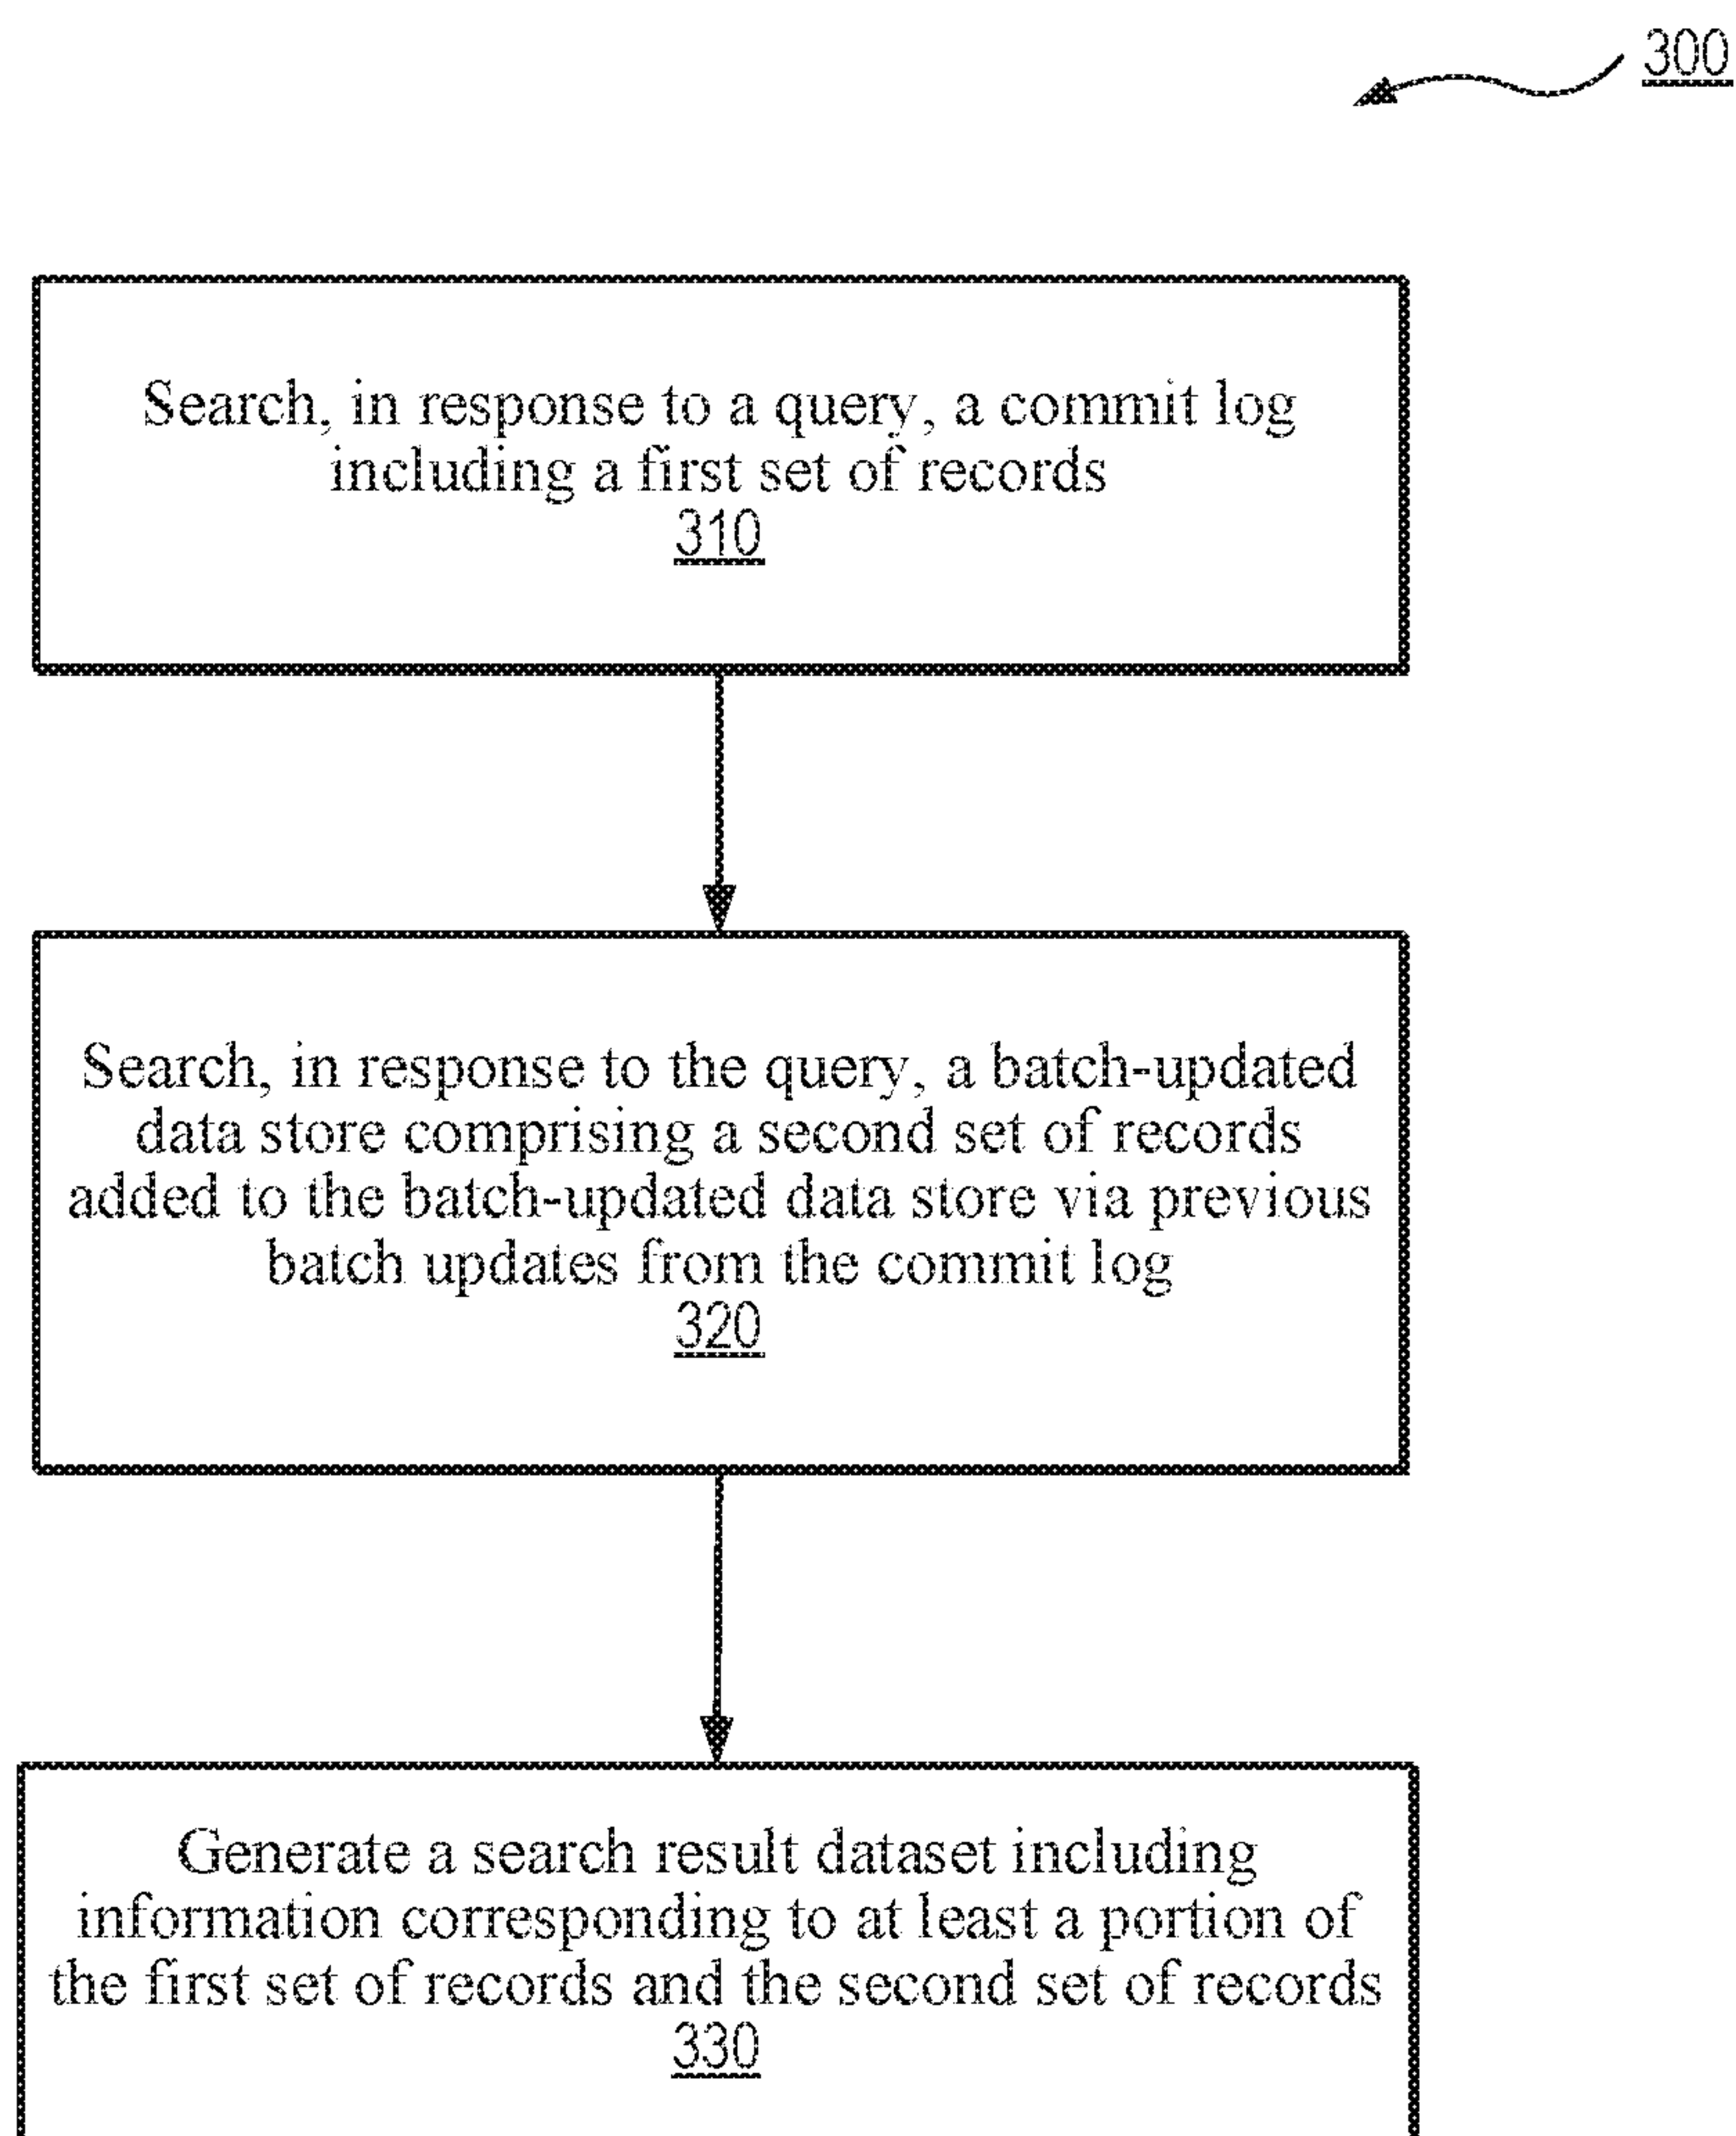 300
Search, in response to a query, a commit log
including a first set of records
310
Search, in response to the query, a batch-updated
data store comprising a second set of records
added to the batch-updated data store via previous
batch updates from the commit log
320
Generate a search result dataset including
information corresponding to at least a portion of
the first set of records and the second set of records
330